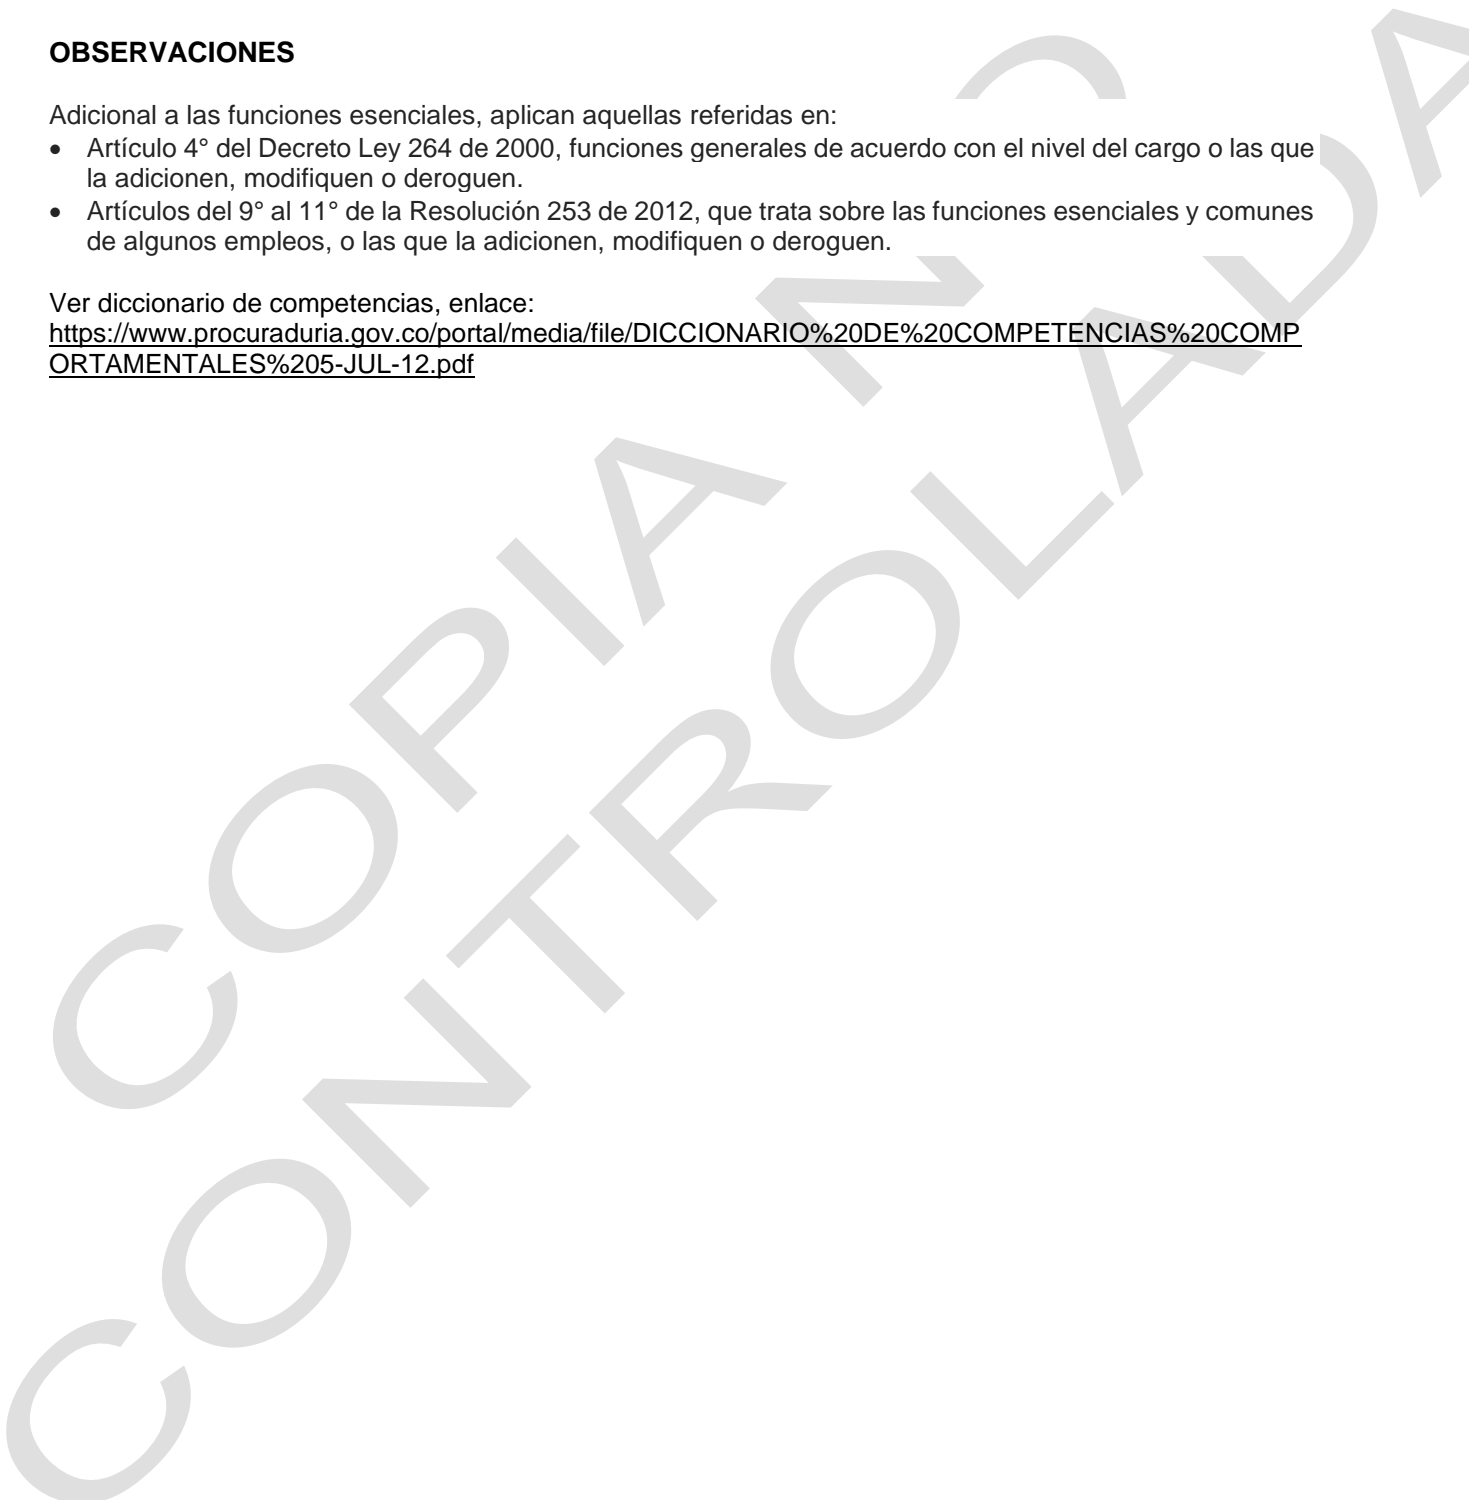 OBSERVACIONES
Adicional a las funciones esenciales, aplican aquellas referidas en:
• Artículo 4° del Decreto Ley 264 de 2000, funciones generales de acuerdo con el nivel del cargo o las que
la adicionen, modifiquen o deroguen.
• Artículos del 9° al 11° de la Resolución 253 de 2012, que trata sobre las funciones esenciales y comunes
de algunos empleos, o las que la adicionen, modifiquen o deroguen.
Ver diccionario de competencias, enlace:
https://www.procuraduria.gov.co/portal/media/file/DICCIONARIO%20DE%20COMPETENCIAS%20COMP
ORTAMENTALES%205-JUL-12.pdf
COPIA NO
CONTROLADA